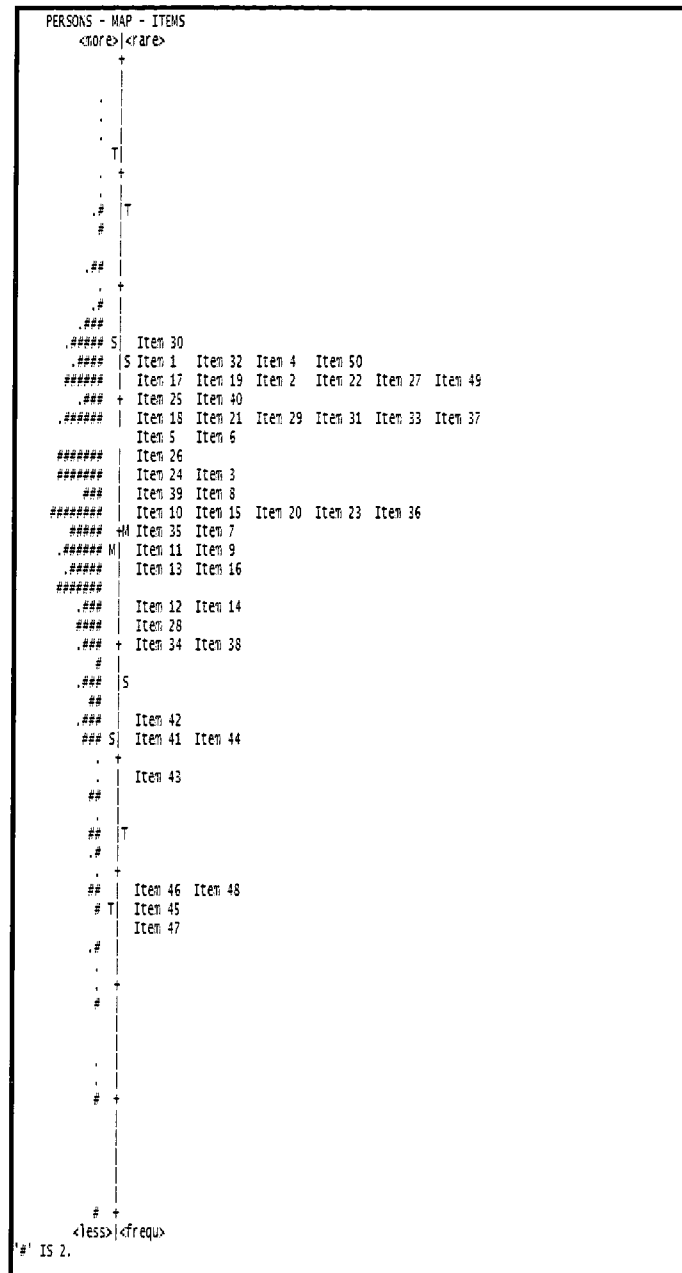 PERSONS - MAP - ITEMS
<more>|<rare>
+
|
. |
. |
. |
T|
. +
. |
.# |T
# |
|
.## |
. +
.# |
.### |
.##### S| Item 30
.#### |S Item 1 Item 32 Item 4 Item 50
###### | Item 17 Item 19 Item 2 Item 22 Item 27 Item 49
.### + Item 25 Item 40
.###### | Item 18 Item 21 Item 29 Item 31 Item 33 Item 37
Item 5 Item 6
####### | Item 26
####### | Item 24 Item 3
### | Item 39 Item 8
######## | Item 10 Item 15 Item 20 Item 23 Item 36
##### +M Item 35 Item 7
.###### M| Item 11 Item 9
.##### | Item 13 Item 16
####### |
.### | Item 12 Item 14
#### | Item 28
.### + Item 34 Item 38
# |
.### |S
## |
.### | Item 42
### S| Item 41 Item 44
. +
. | Item 43
## |
. |
## |T
.# |
. +
## | Item 46 Item 48
# T| Item 45
| Item 47
.# |
. |
. +
# |
|
|
. |
. |
# +
|
|
|
|
|
# +
<less>|<frequ>
'#' IS 2.